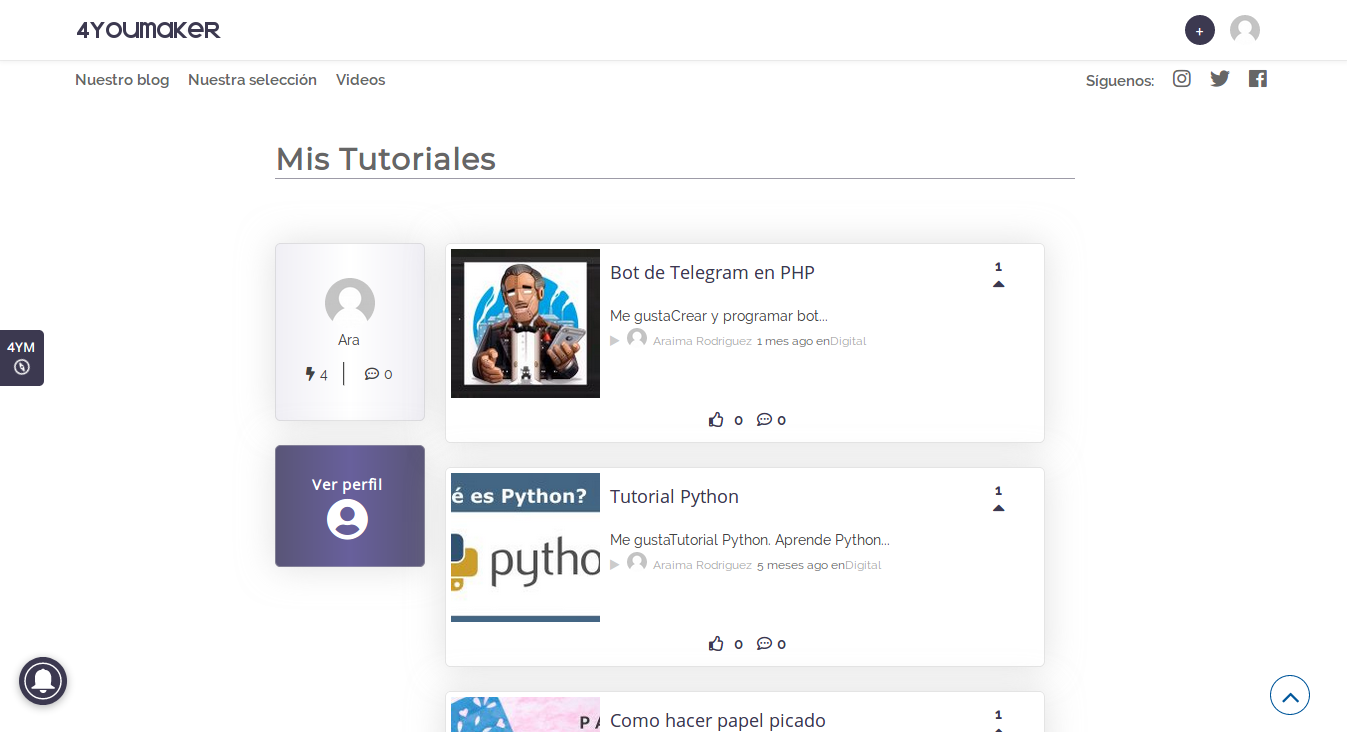 4YOUMAKER
+
Nuestro blog Nuestra selección Videos
Síguenos:
Mis Tutoriales
4YM
Ara
4 0
Ver perfil
Bot de Telegram en PHP
1
Me gustaCrear y programar bot...
Araima Rodriguez 1 mes ago enDigital
0 0
é es Python?
pytho
Tutorial Python
1
Me gustaTutorial Python. Aprende Python...
Araima Rodriguez 5 meses ago enDigital
0 0
P A
Como hacer papel picado
1